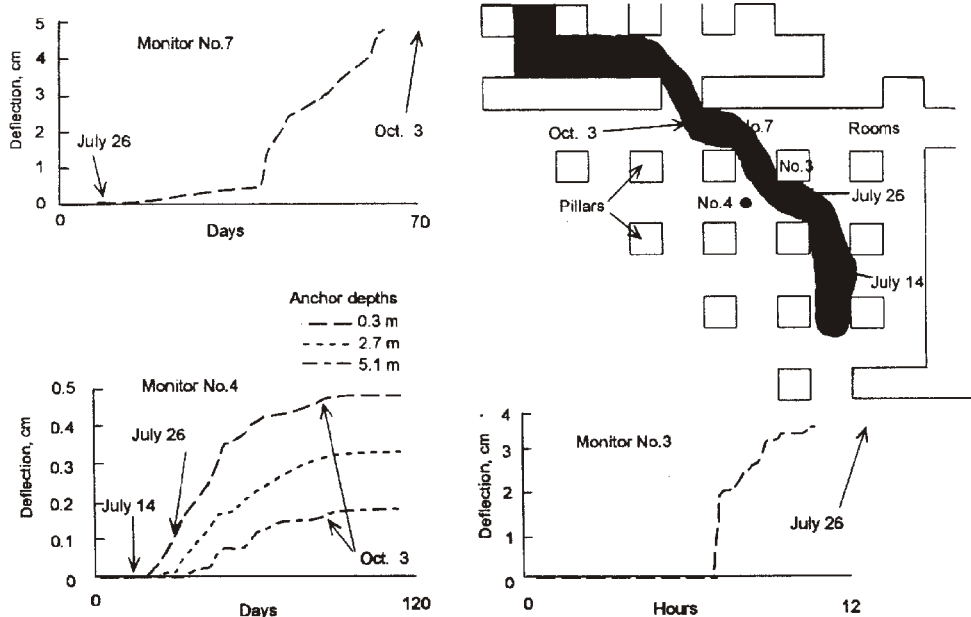 5
4
3
2
1
0
Deflection, cm
Monitor No.7
July 26
Oct. 3
0
70
Days
Oct. 3
No.7
Rooms
No.3
No.4
July 26
Pillars
July 14
Anchor depths
0.3 m
2.7 m
5.1 m
0.5
0.4
0.3
0.2
0.1
0
Deflection, cm
Monitor No.4
July 26
July 14
Oct. 3
0
120
Days
4
3
2
1
0
Deflection, cm
Monitor No.3
July 26
0
12
Hours